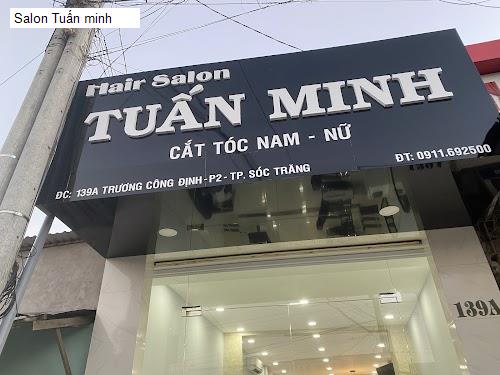 Salon Tuấn minh
Hair Salon
TUẤN MINH
CẮT TÓC NAM - NỮ
ĐC: 139A TRƯƠNG CÔNG ĐỊNH - P2 - TP. SÓC TRĂNG
ĐT: 0911.692500
139A